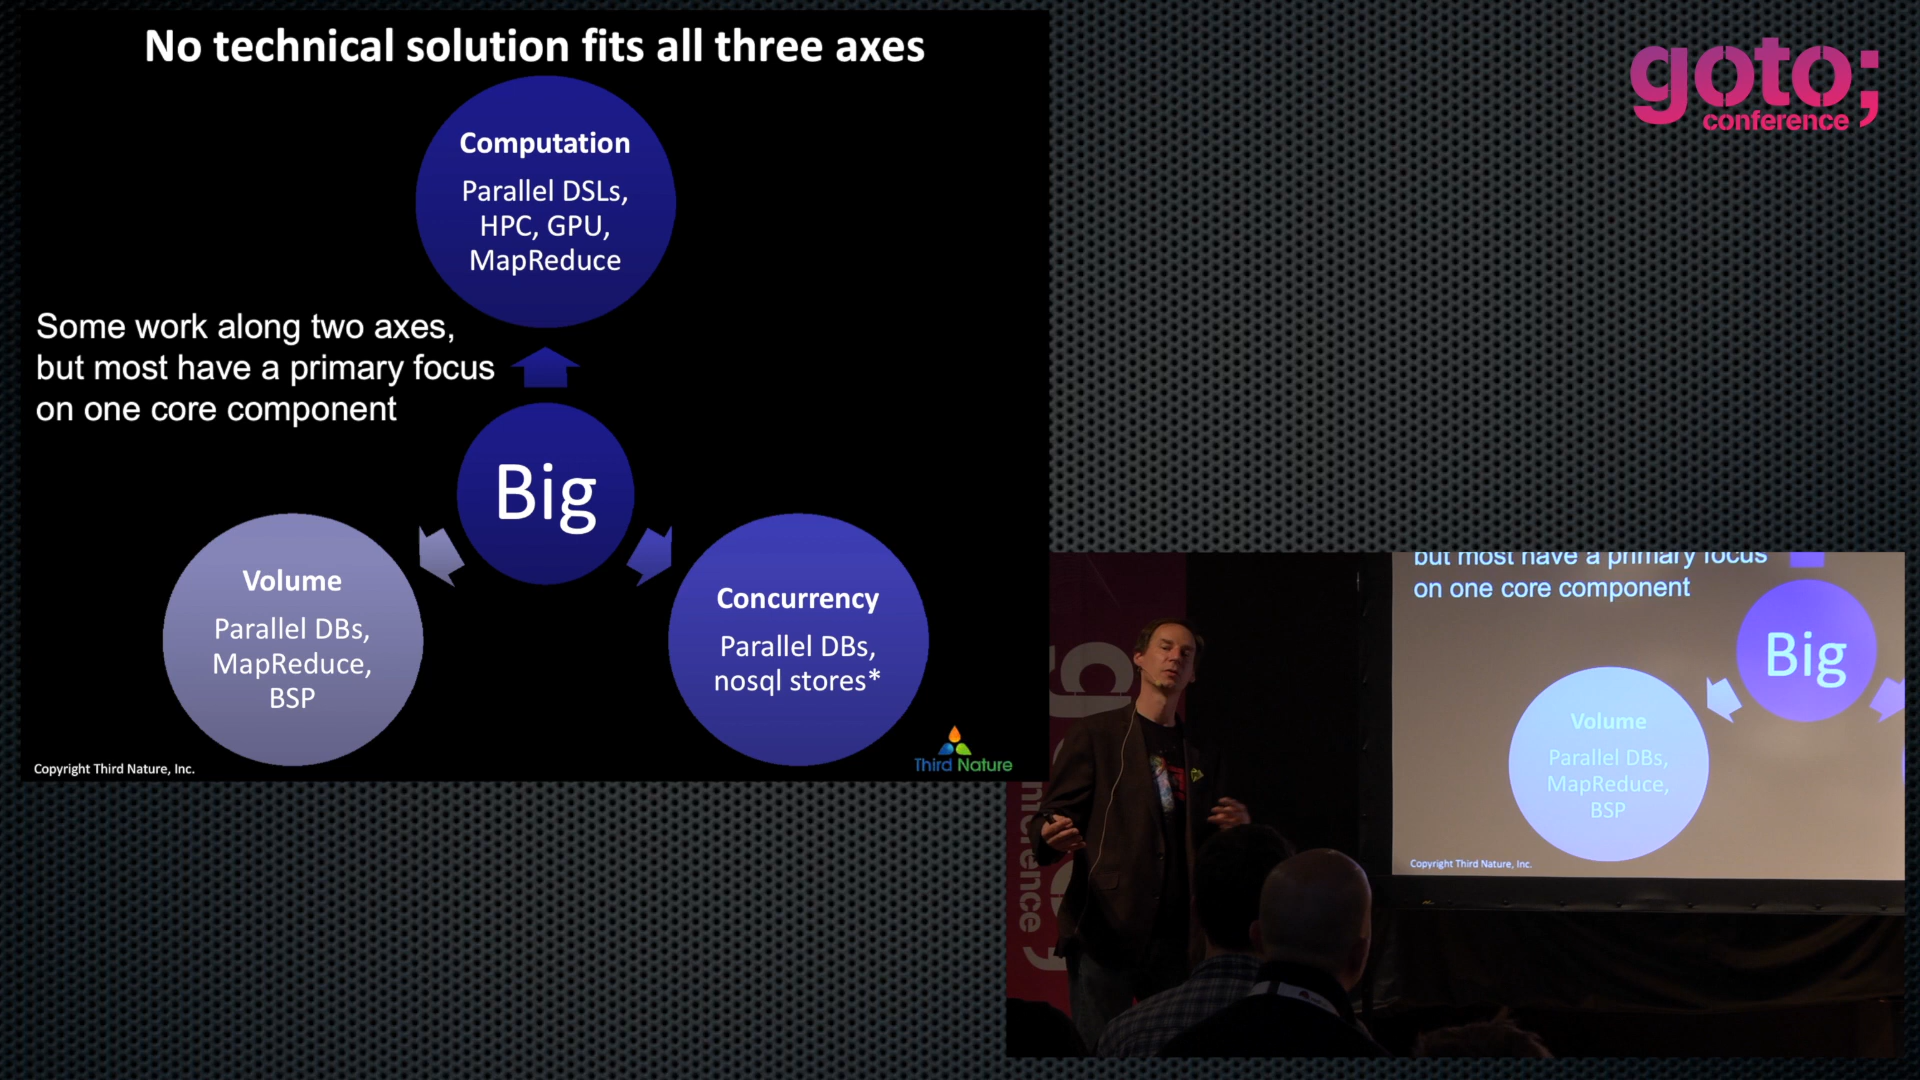 No technical solution fits all three axes
Computation
Parallel DSLs,
HPC, GPU,
MapReduce
Some work along two axes,
but most have a primary focus
on one core component
Big
Volume
Parallel DBs,
MapReduce,
BSP
Concurrency
Parallel DBs,
nosql stores*
Third Nature
Copyright Third Nature, Inc.
goto;
conference
but most have a primary focus
on one core component
Big
Volume
Parallel DBs,
MapReduce,
BSP
Copyright Third Nature, Inc.